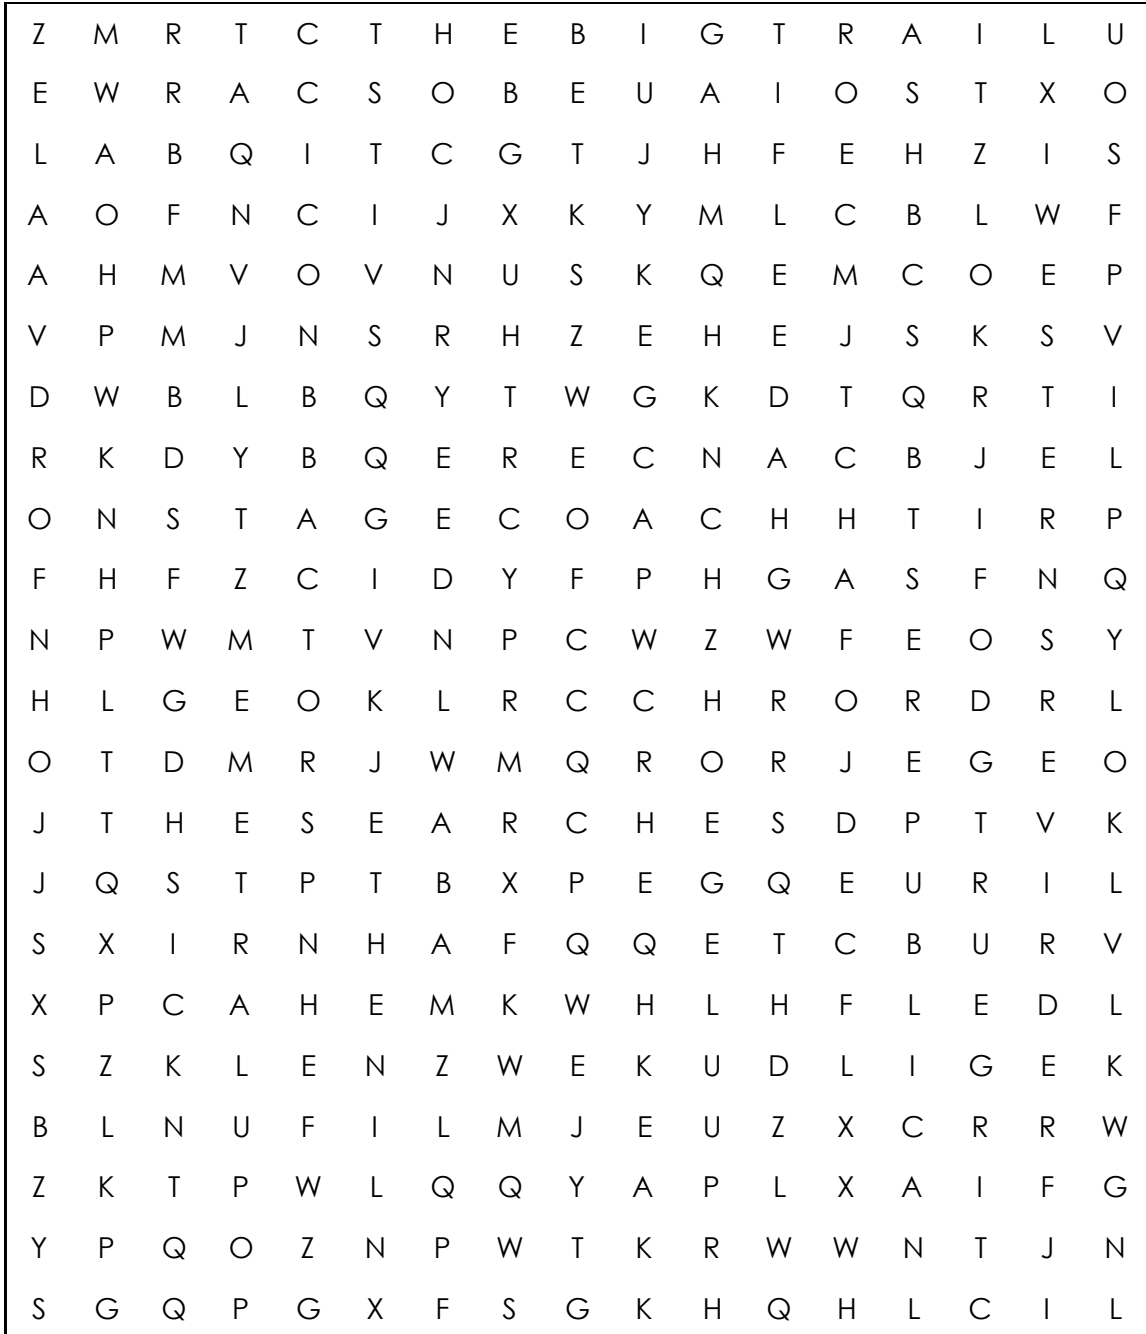 Z M R T C T H E B I G T R A I L U
E W R A C S O B E U A I O S T X O
L A B Q I T C G T J H F E H Z I S
A O F N C I J X K Y M L C B L W F
A H M V O V N U S K Q E M C O E P
V P M J N S R H Z E H E J S K S V
D W B L B Q Y T W G K D T Q R T I
R K D Y B Q E R E C N A C B J E L
O N S T A G E C O A C H H T I R P
F H F Z C I D Y F P H G A S F N Q
N P W M T V N P C W Z W F E O S Y
H L G E O K L R C C H R O R D R L
O T D M R J W M Q R O R J E G E O
J T H E S E A R C H E S D P T V K
J Q S T P T B X P E G Q E U R I L
S X I R N H A F Q Q E T C B U R V
X P C A H E M K W H L H F L E D L
S Z K L E N Z W E K U D L I G E K
B L N U F I L M J E U Z X C R R W
Z K T P W L Q Q Y A P L X A I F G
Y P Q O Z N P W T K R W W N T J N
S G Q P G X F S G K H Q H L C I L